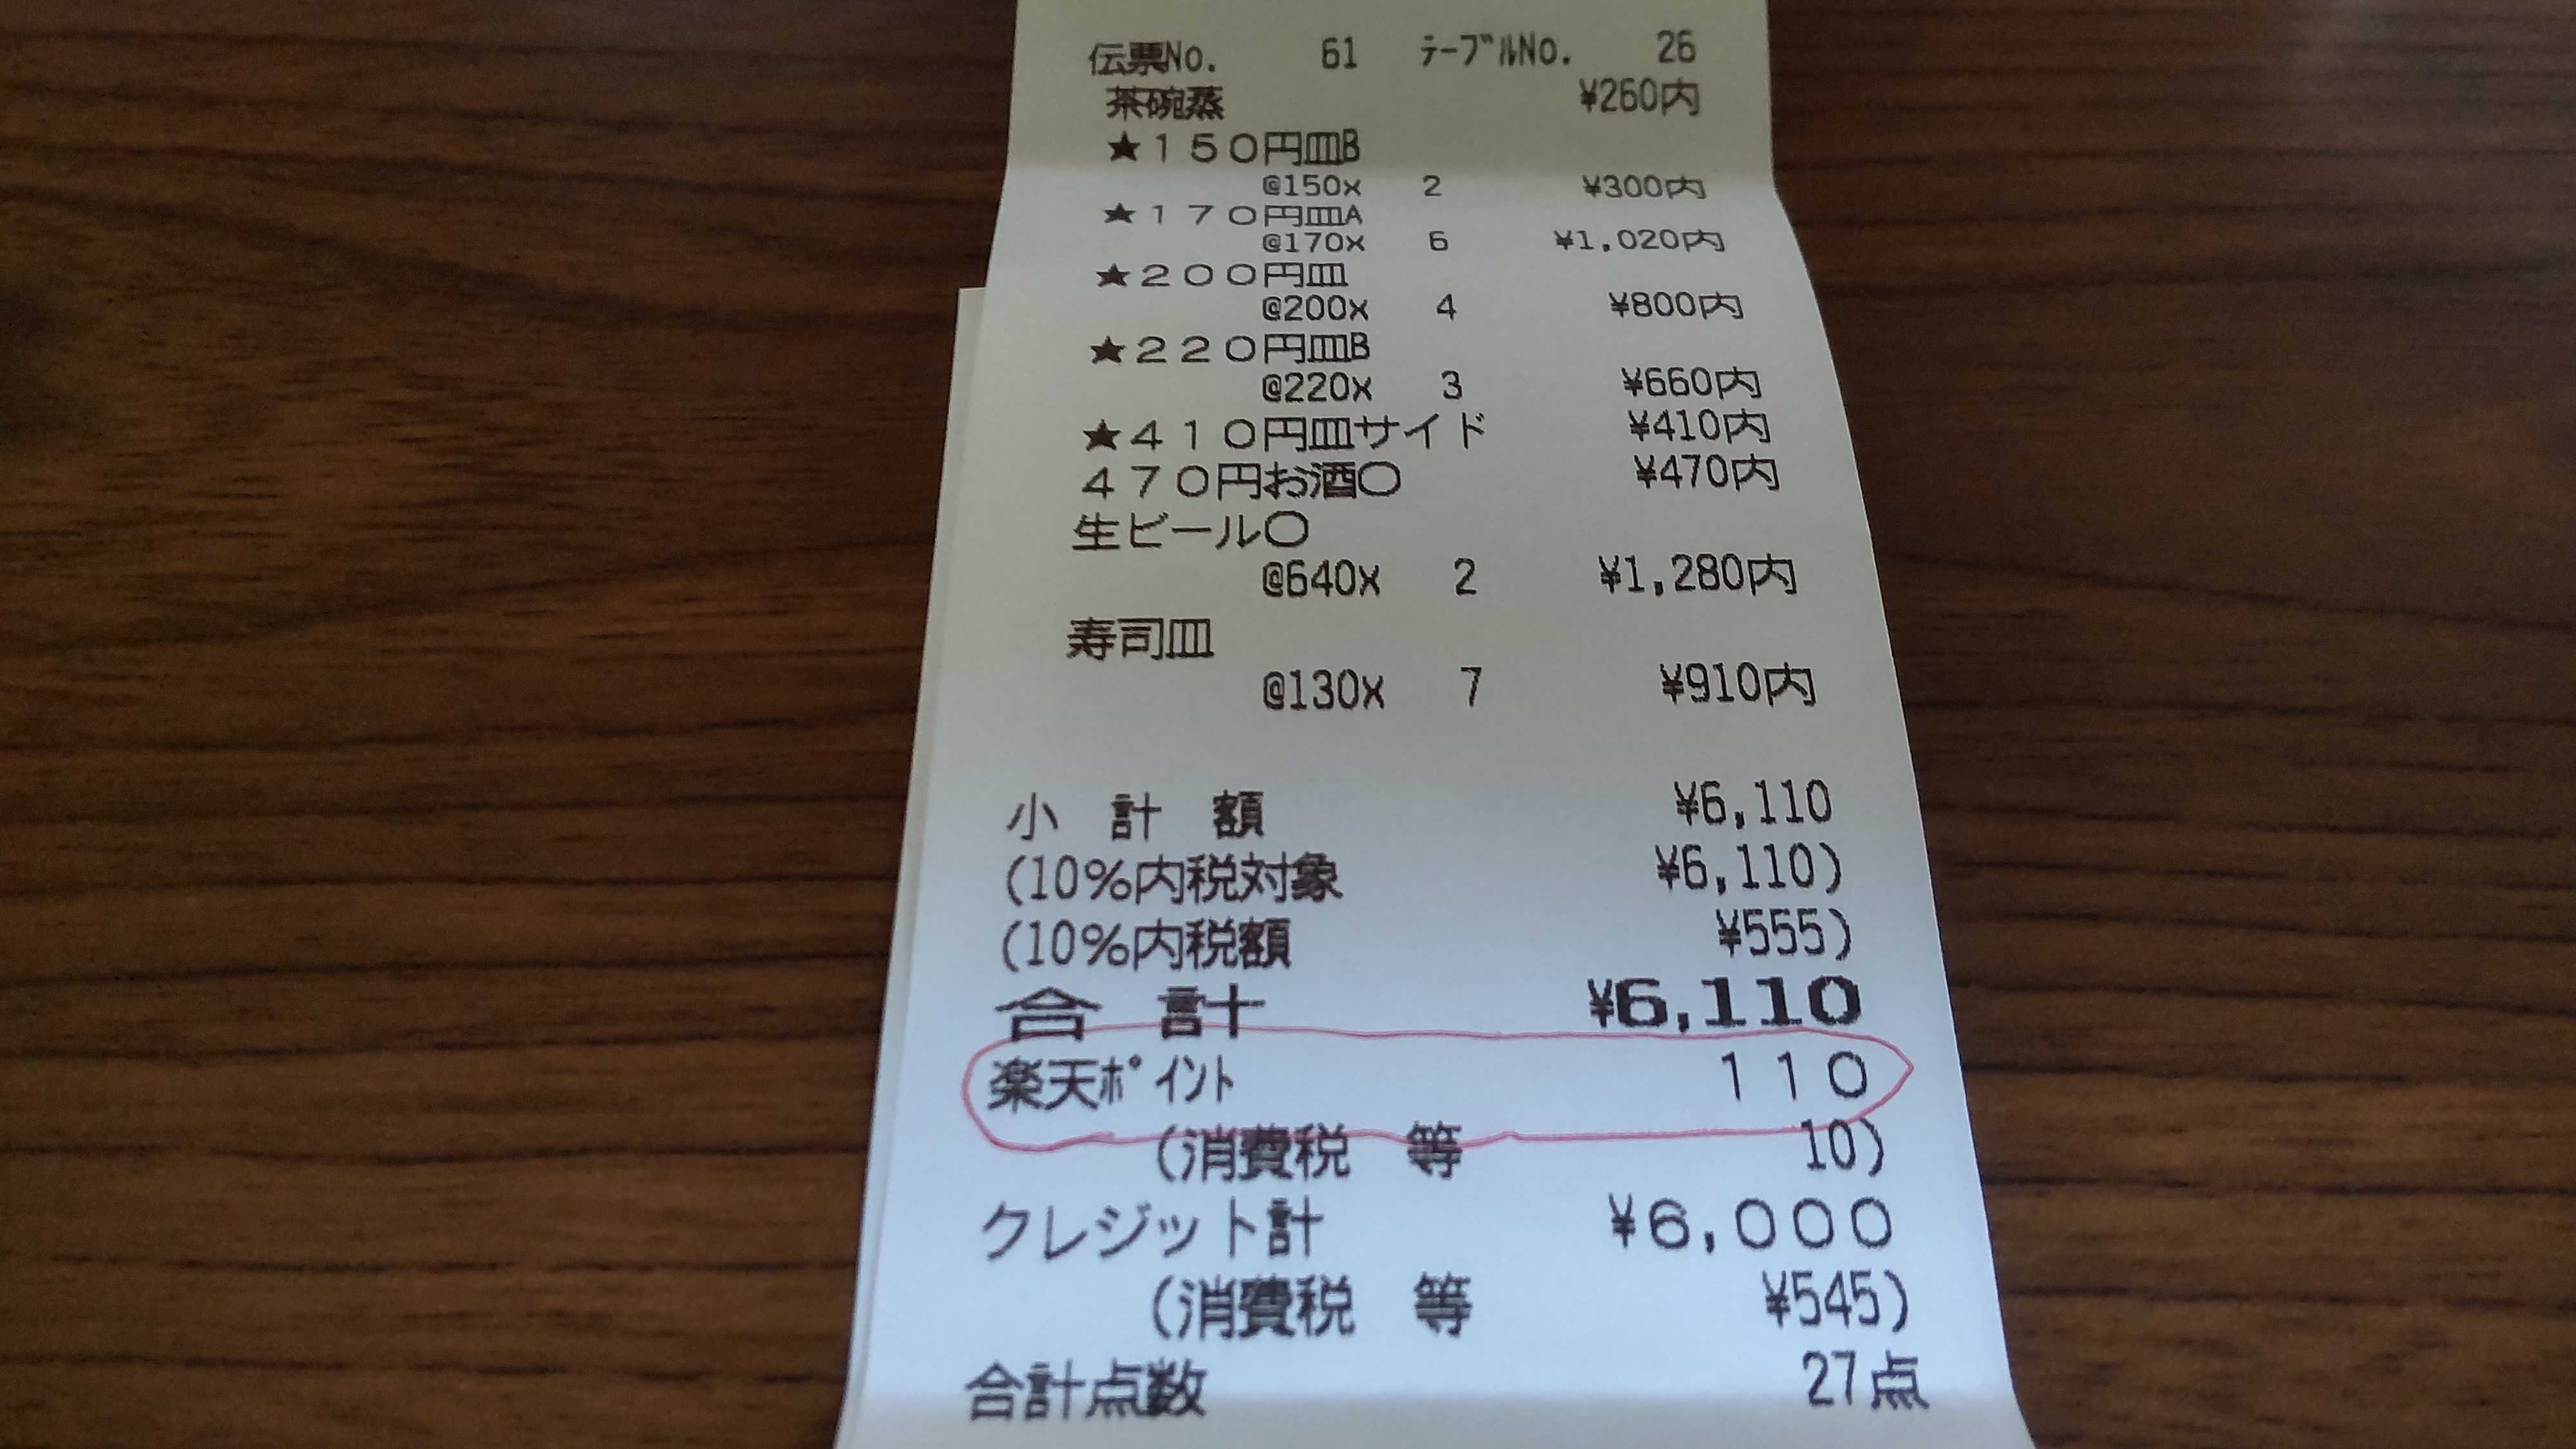 伝票No. 61 ﾃｰﾌﾞﾙNo. 26
茶碗蒸 ¥260内
★１５０円皿B
@150x 2 ¥300内
★１７０円皿A
@170x 6 ¥1,020内
★２００円皿
@200x 4 ¥800内
★２２０円皿B
@220x 3 ¥660内
★４１０円皿サイド ¥410内
４７０円お酒〇 ¥470内
生ビール〇
@640x 2 ¥1,280内
寿司皿
@130x 7 ¥910内
小 計 額 ¥6,110
(10%内税対象 ¥6,110)
(10%内税額 ¥555)
合 計 ¥6,110
楽天ﾎﾟｲﾝﾄ １１０
(消費税 等 10)
クレジット計 ¥６,０００
(消費税 等 ¥545)
合計点数 27点